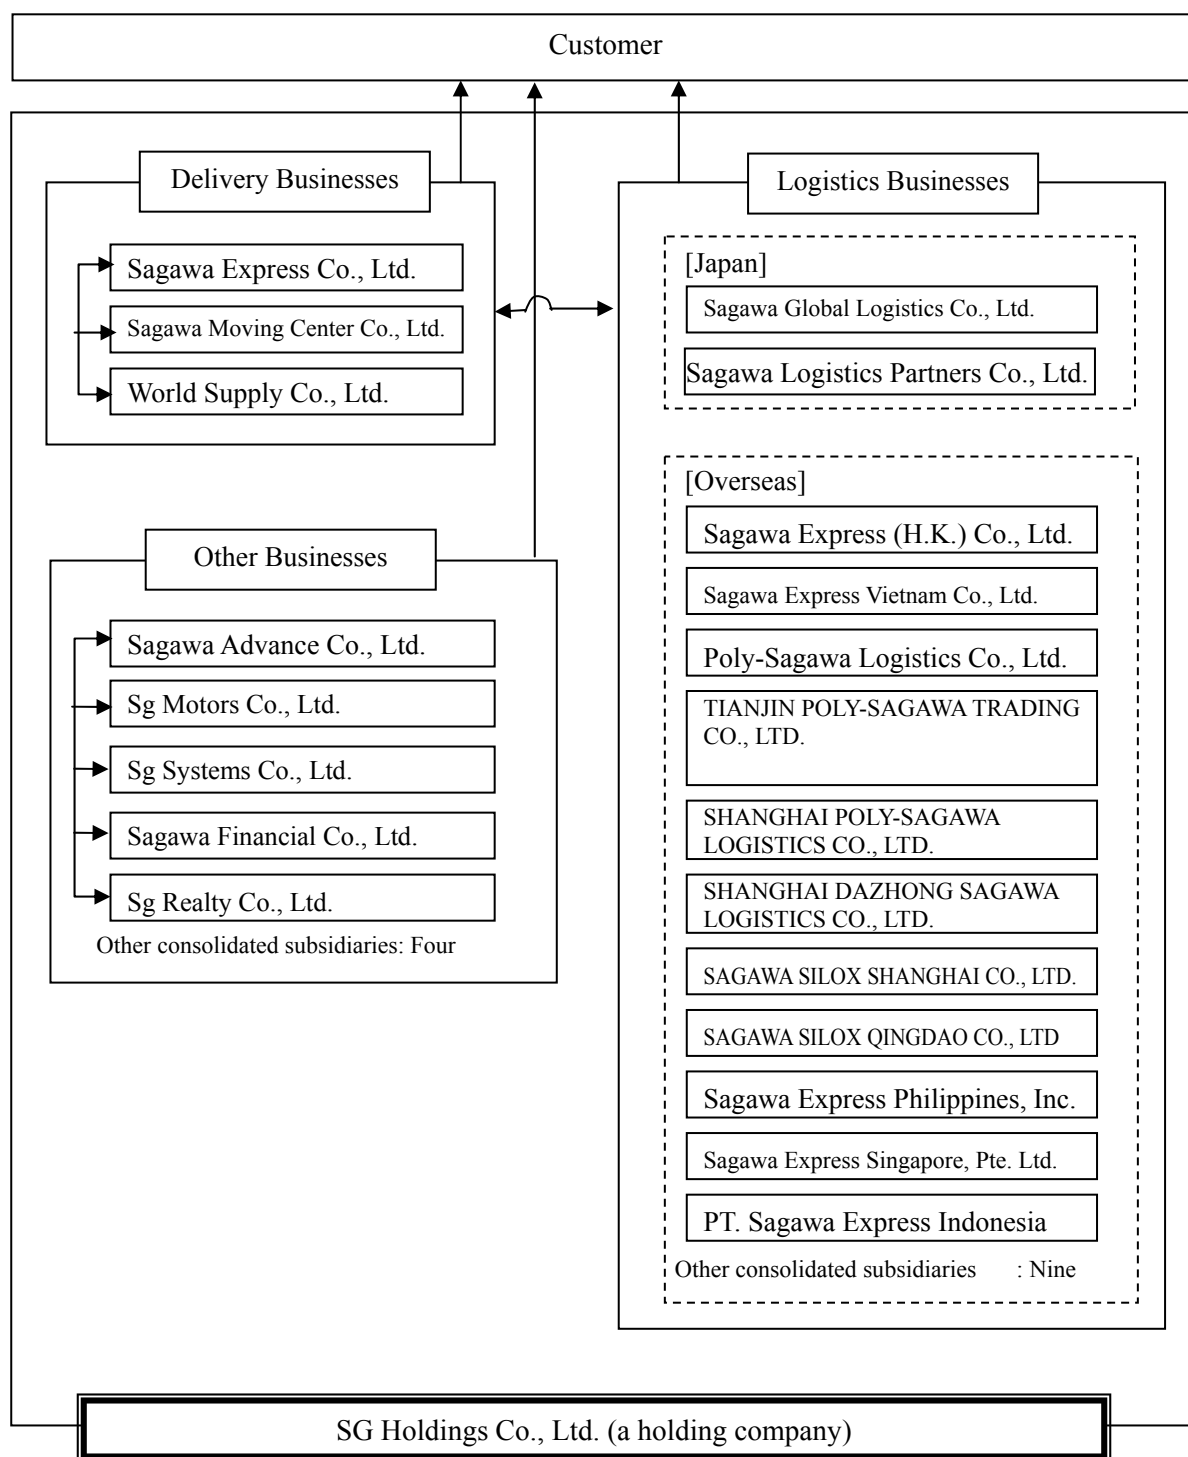 Customer
Delivery Businesses
Sagawa Express Co., Ltd.
Sagawa Moving Center Co., Ltd.
World Supply Co., Ltd.
Other Businesses
Sagawa Advance Co., Ltd.
Sg Motors Co., Ltd.
Sg Systems Co., Ltd.
Sagawa Financial Co., Ltd.
Sg Realty Co., Ltd.
Other consolidated subsidiaries: Four
Logistics Businesses
[Japan]
Sagawa Global Logistics Co., Ltd.
Sagawa Logistics Partners Co., Ltd.
[Overseas]
Sagawa Express (H.K.) Co., Ltd.
Sagawa Express Vietnam Co., Ltd.
Poly-Sagawa Logistics Co., Ltd.
TIANJIN POLY-SAGAWA TRADING
CO., LTD.
SHANGHAI POLY-SAGAWA
LOGISTICS CO., LTD.
SHANGHAI DAZHONG SAGAWA
LOGISTICS CO., LTD.
SAGAWA SILOX SHANGHAI CO., LTD.
SAGAWA SILOX QINGDAO CO., LTD
Sagawa Express Philippines, Inc.
Sagawa Express Singapore, Pte. Ltd.
PT. Sagawa Express Indonesia
Other consolidated subsidiaries : Nine
SG Holdings Co., Ltd. (a holding company)